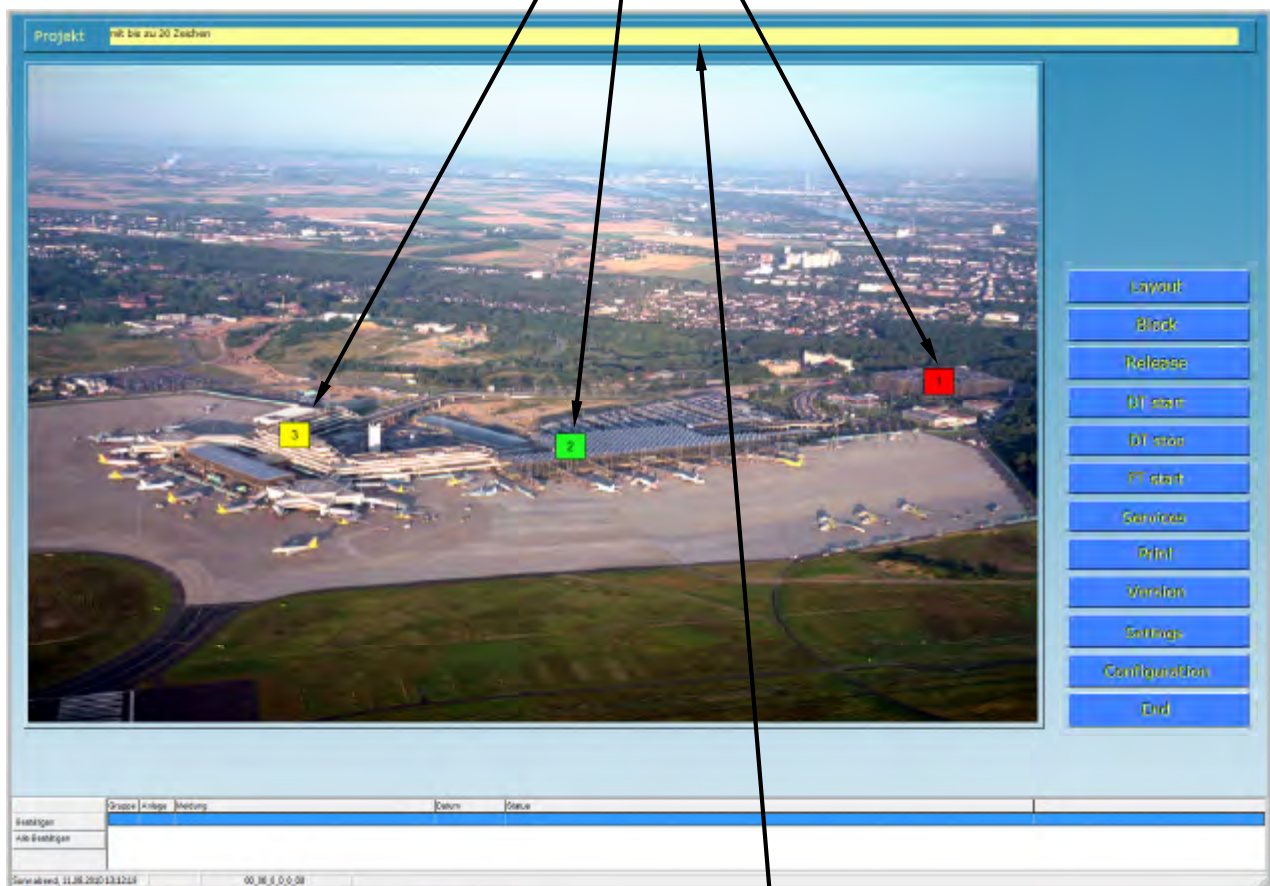 Projekt mit bis zu 20 Zeichen
Layout
Block
Release
1
DT start
3
2
DT stop
FT start
Services
Print
Version
Settings
Configuration
End
Gruppe Anlage Meldung Datum Status
Bestätigen
Alle Bestätigen